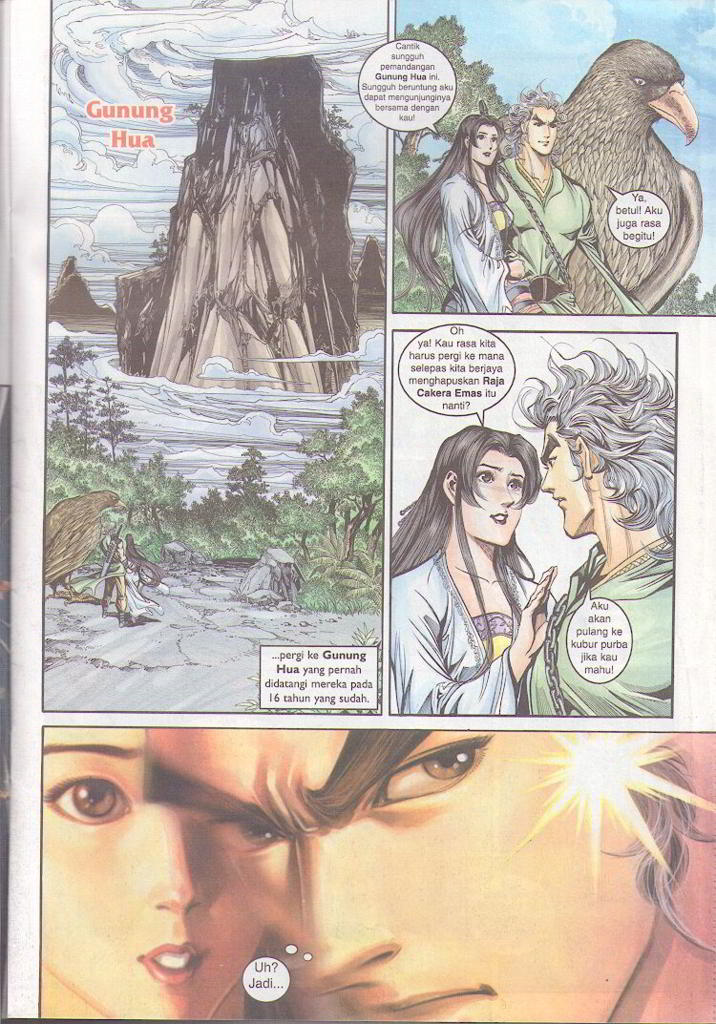 Gunung
Hua
...pergi ke Gunung
Hua yang pernah
didatangi mereka pada
16 tahun yang sudah.
Cantik
sungguh
pemandangan
Gunung Hua ini.
Sungguh beruntung aku
dapat mengunjunginya
bersama dengan
kau!
Ya,
betul! Aku
juga rasa
begitu!
Oh
ya! Kau rasa kita
harus pergi ke mana
selepas kita berjaya
menghapuskan Raja
Cakera Emas itu
nanti?
Aku
akan
pulang ke
kubur purba
jika kau
mahu!
Uh?
Jadi...